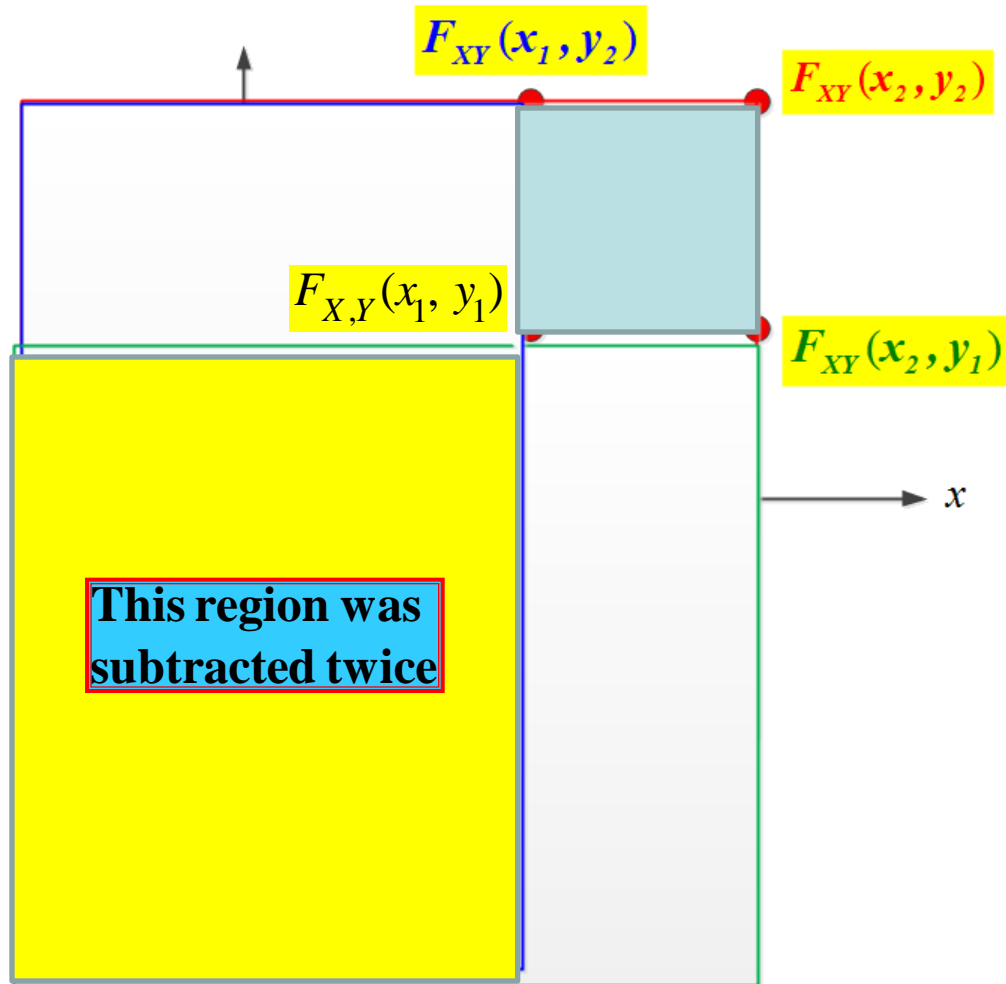 F_XY(x_1, y_2)
F_XY(x_2, y_2)
F_X,Y(x_1, y_1)
F_XY(x_2, y_1)
x
This region was
subtracted twice